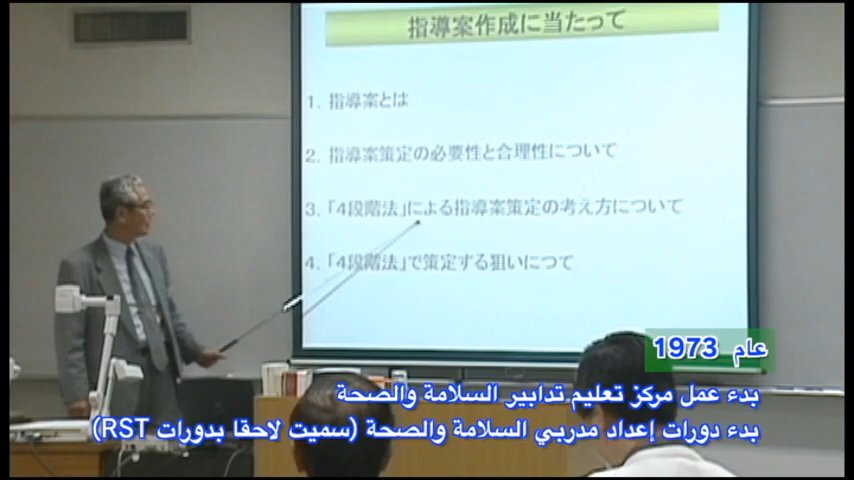 指導案作成に当たって
1. 指導案とは
2. 指導案策定の必要性と合理性について
3. 「4段階法」による指導案策定の考え方について
4. 「4段階法」で策定する狙いにつて
عام 1973
بدء عمل مركز تعليم تدابير السلامة والصحة
بدء دورات إعداد مدربي السلامة والصحة (سميت لاحقا بدورات RST)